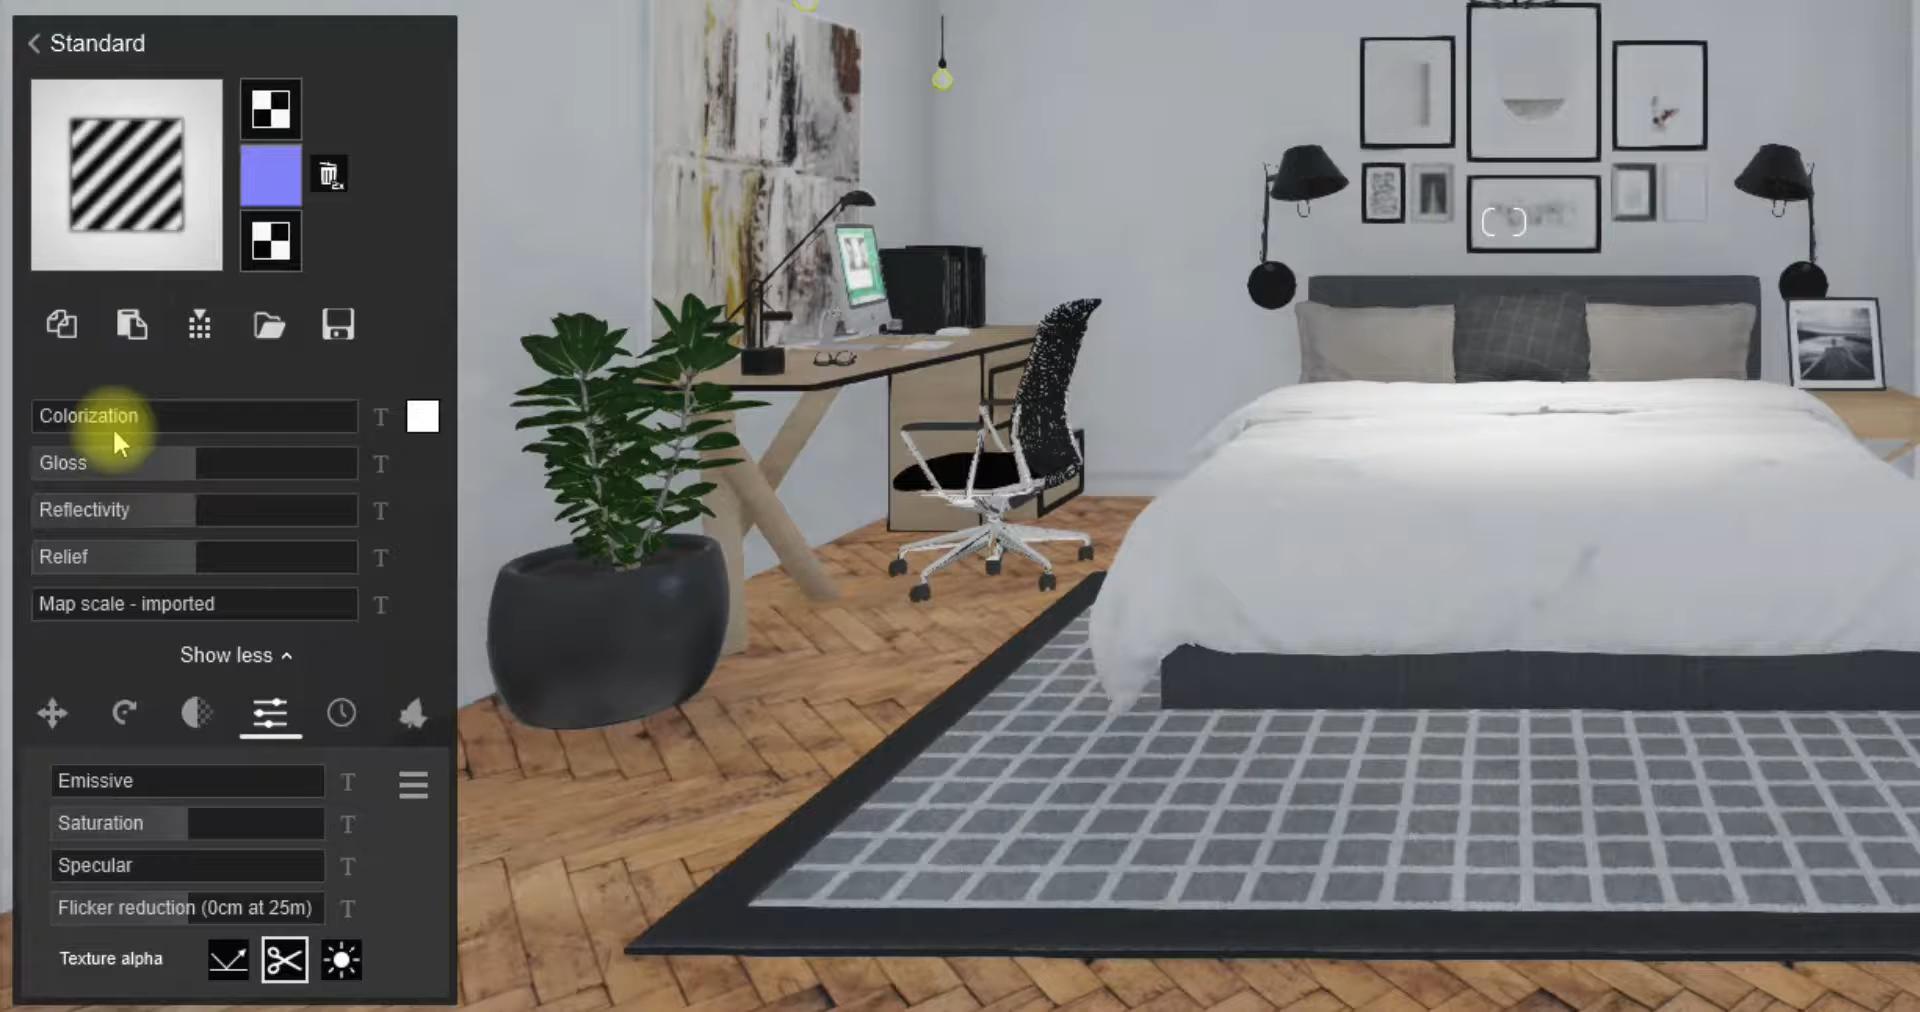 Standard
Colorization
Gloss
Reflectivity
Relief
Map scale - imported
Show less
Emissive
Saturation
Specular
Flicker reduction (0cm at 25m)
Texture alpha